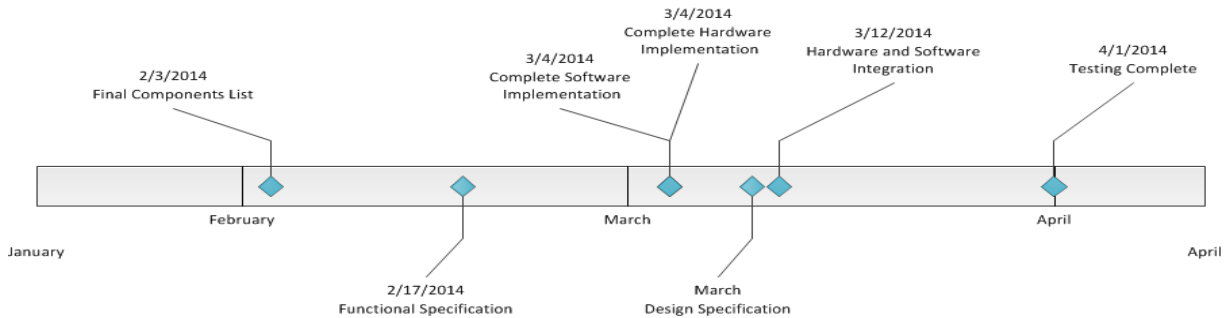 3/4/2014
Complete Hardware
Implementation
3/12/2014
Hardware and Software
Integration
3/4/2014
Complete Software
Implementation
4/1/2014
Testing Complete
2/3/2014
Final Components List
February
March
April
January
April
2/17/2014
Functional Specification
March
Design Specification